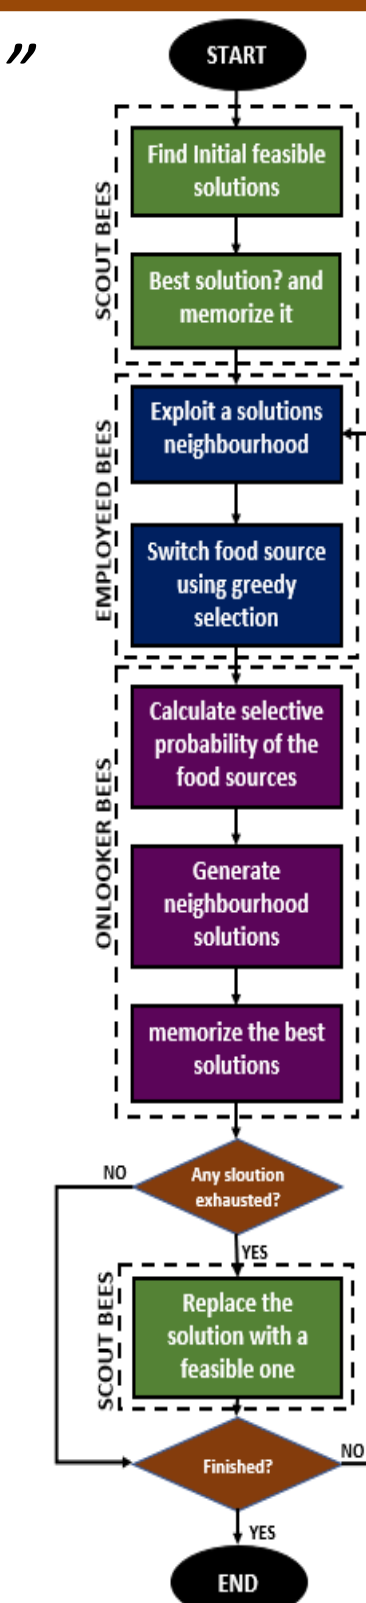 ”
START
SCOUT BEES
Find Initial feasible
solutions
Best solution? and
memorize it
EMPLOYEED BEES
Exploit a solutions
neighbourhood
Switch food source
using greedy
selection
ONLOOKER BEES
Calculate selective
probability of the
food sources
Generate
neighbourhood
solutions
memorize the best
solutions
NO
Any sloution
exhausted?
YES
SCOUT BEES
Replace the
solution with a
feasible one
Finished?
NO
YES
END